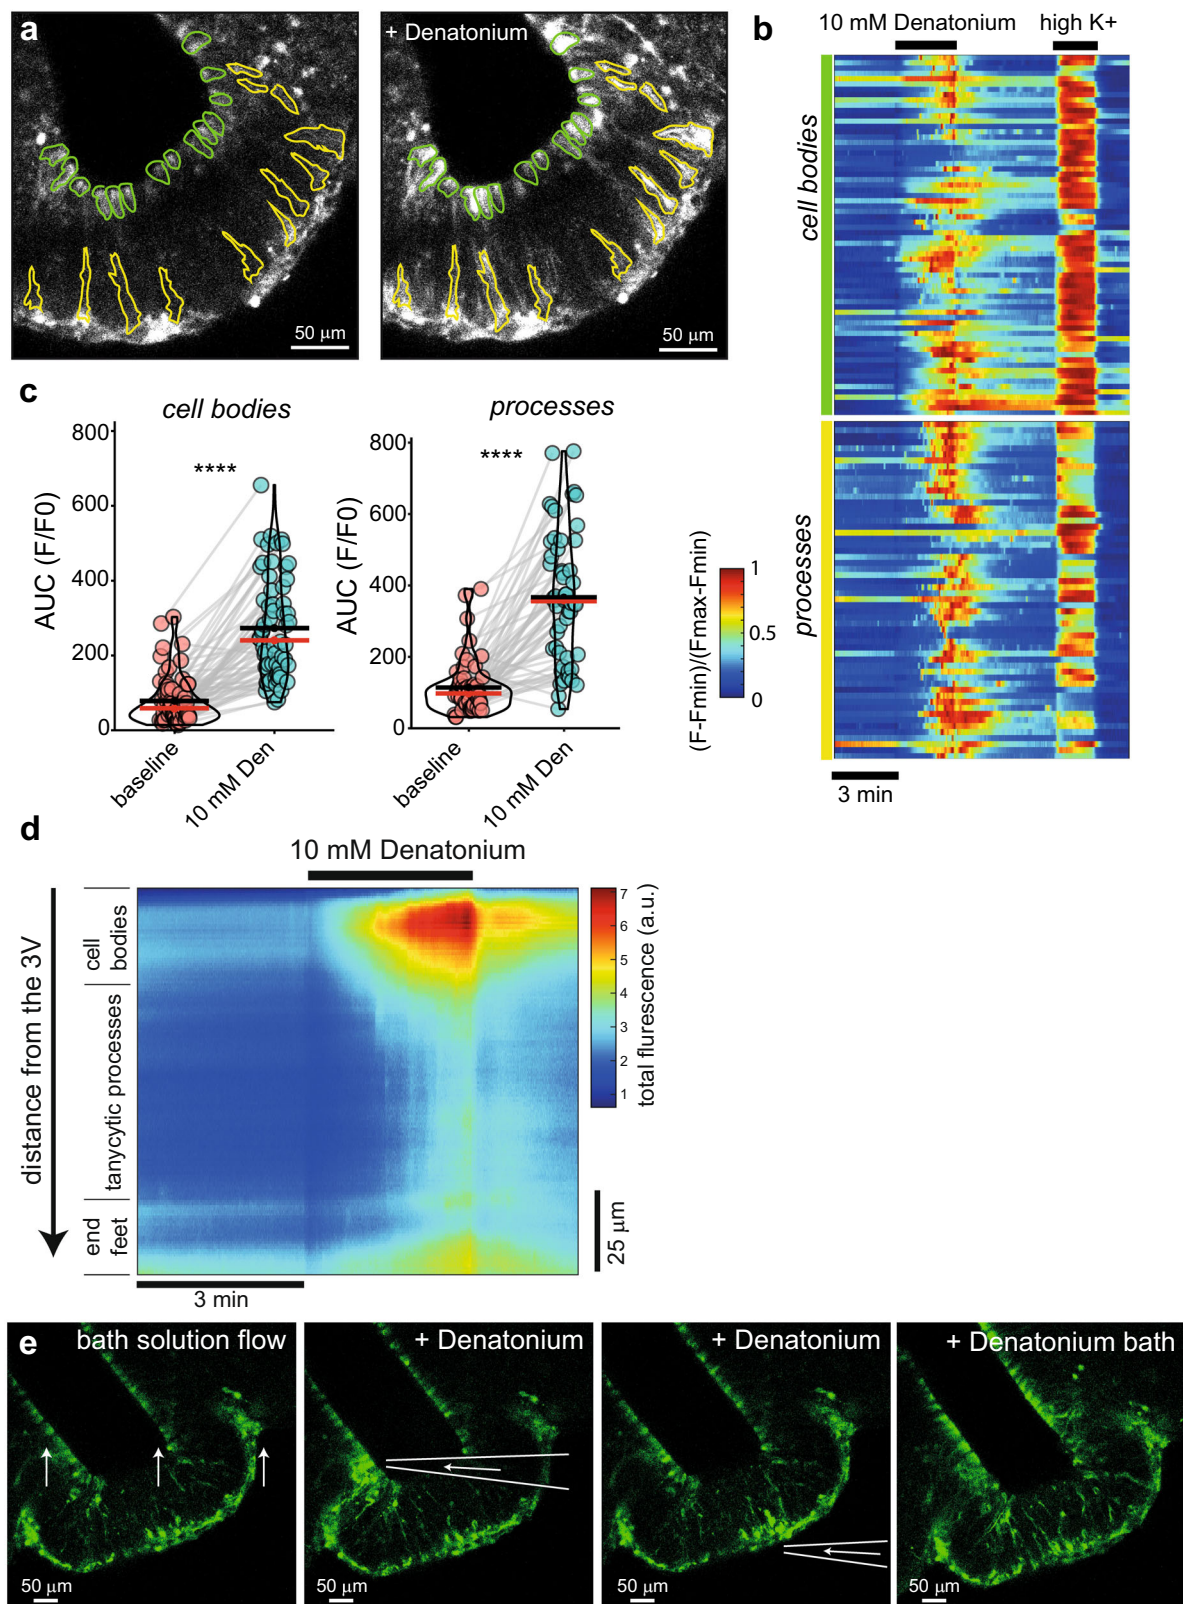 a
+ Denatonium
50 µm
50 µm
b
10 mM Denatonium
high K+
cell bodies
processes
3 min
(F-Fmin)/(Fmax-Fmin)
1
0.5
0
c
cell bodies
AUC (F/F0)
800
600
400
200
0
****
baseline
10 mM Den
processes
AUC (F/F0)
800
600
400
200
0
****
baseline
10 mM Den
d
10 mM Denatonium
distance from the 3V
cell
bodies
tanycytic processes
end
feet
3 min
7
6
5
4
3
2
1
total flurescence (a.u.)
25 µm
e
bath solution flow
50 µm
+ Denatonium
50 µm
+ Denatonium
50 µm
+ Denatonium bath
50 µm